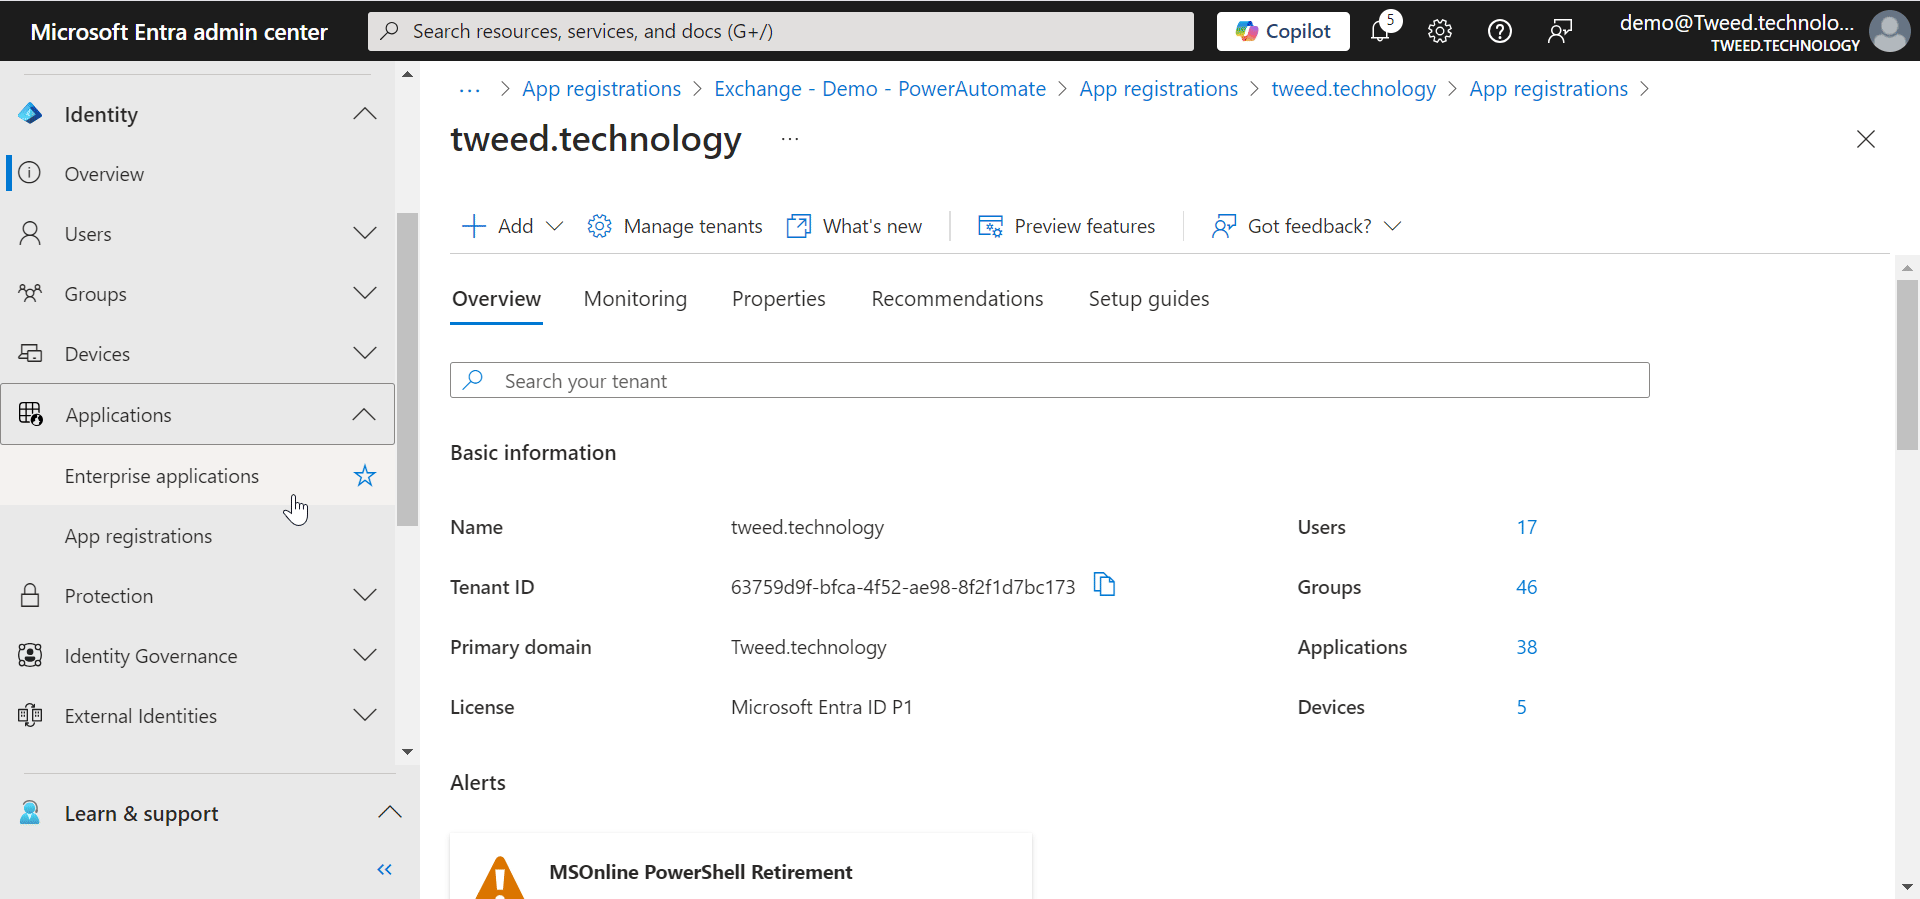 Microsoft Entra admin center
Search resources, services, and docs (G+/)
Copilot
5
demo@Tweed.technolo...
TWEED.TECHNOLOGY
Identity
Overview
Users
Groups
Devices
Applications
Enterprise applications
App registrations
Protection
Identity Governance
External Identities
Learn & support
... > App registrations > Exchange - Demo - PowerAutomate > App registrations > tweed.technology > App registrations >
tweed.technology ...
Add Manage tenants What's new Preview features Got feedback?
Overview Monitoring Properties Recommendations Setup guides
Search your tenant
Basic information
Name tweed.technology Users 17
Tenant ID 63759d9f-bfca-4f52-ae98-8f2f1d7bc173 Groups 46
Primary domain Tweed.technology Applications 38
License Microsoft Entra ID P1 Devices 5
Alerts
MSOnline PowerShell Retirement